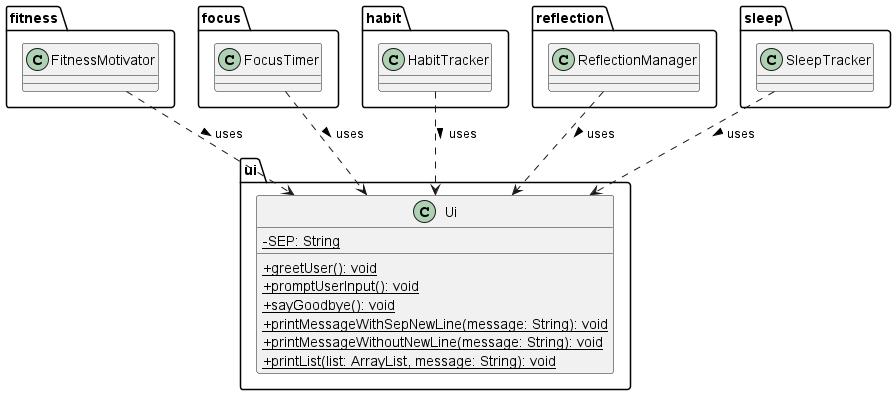 fitness
focus
habit
reflection
sleep
C FitnessMotivator
C FocusTimer
C HabitTracker
C ReflectionManager
C SleepTracker
uses
uses
uses
uses
uses
ui
C Ui
-SEP: String
+greetUser(): void
+promptUserInput(): void
+sayGoodbye(): void
+printMessageWithSepNewLine(message: String): void
+printMessageWithoutNewLine(message: String): void
+printList(list: ArrayList, message: String): void